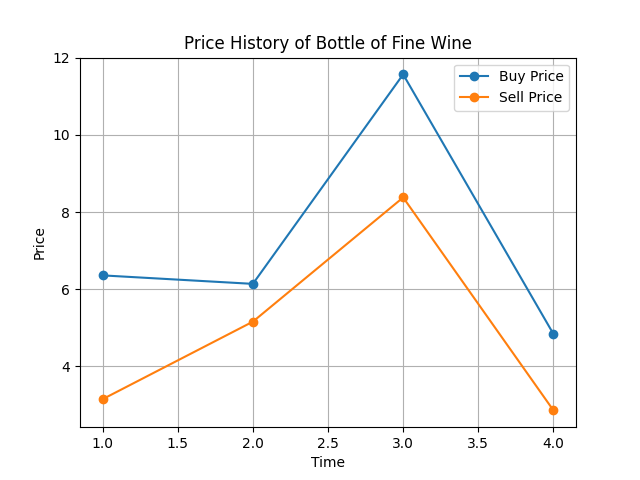 Price History of Bottle of Fine Wine
12
10
8
6
4
Price
Buy Price
Sell Price
1.0 1.5 2.0 2.5 3.0 3.5 4.0
Time